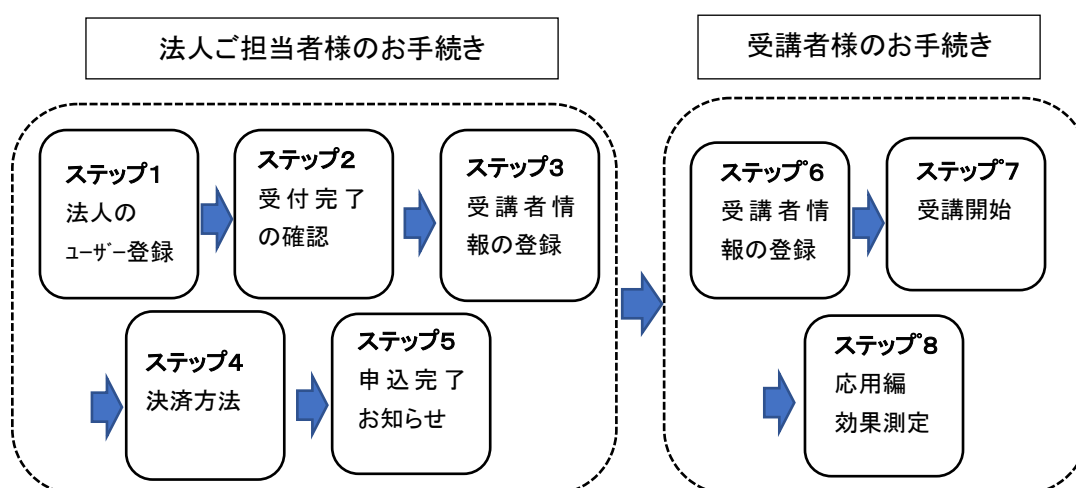 法人ご担当者様のお手続き
受講者様のお手続き
ステップ1
法人の
ユーザー登録
ステップ2
受付完了
の確認
ステップ3
受講者情
報の登録
ステップ4
決済方法
ステップ5
申込完了
お知らせ
ステップ6
受講者情
報の登録
ステップ7
受講開始
ステップ8
応用編
効果測定